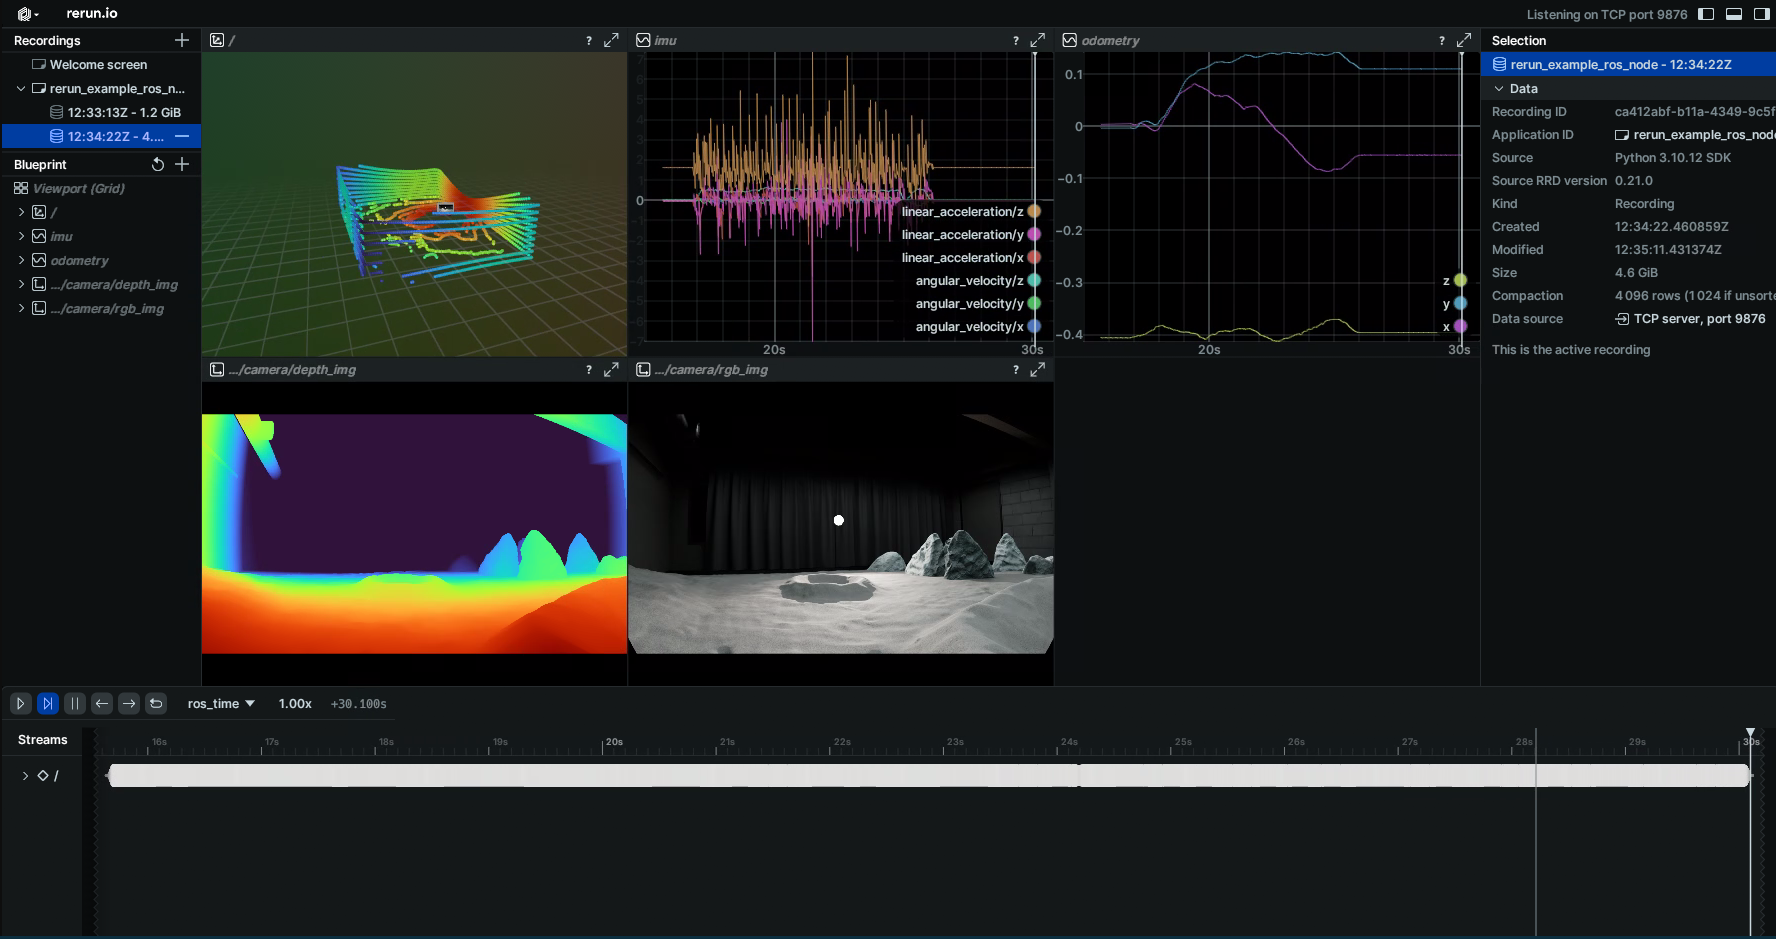 rerun.io
Listening on TCP port 9876
Recordings
Welcome screen
rerun_example_ros_n...
12:33:13Z - 1.2 GiB
12:34:22Z - 4....
Blueprint
Viewport (Grid)
/
imu
odometry
.../camera/depth_img
.../camera/rgb_img
/
?
imu
?
0
linear_acceleration/z
linear_acceleration/y
linear_acceleration/x
angular_velocity/z
angular_velocity/y
angular_velocity/x
20s
30s
odometry
?
0.1
0
-0.1
-0.2
-0.3
-0.4
z
y
x
20s
30s
.../camera/depth_img
?
.../camera/rgb_img
?
Selection
rerun_example_ros_node - 12:34:22Z
Data
Recording ID ca412abf-b11a-4349-9c5f
Application ID rerun_example_ros_node
Source Python 3.10.12 SDK
Source RRD version 0.21.0
Kind Recording
Created 12:34:22.460859Z
Modified 12:35:11.431374Z
Size 4.6 GiB
Compaction 4 096 rows (1 024 if unsorte
Data source TCP server, port 9876
This is the active recording
ros_time 1.00x +30.100s
Streams
16s 17s 18s 19s 20s 21s 22s 23s 24s 25s 26s 27s 28s 29s 30s
/